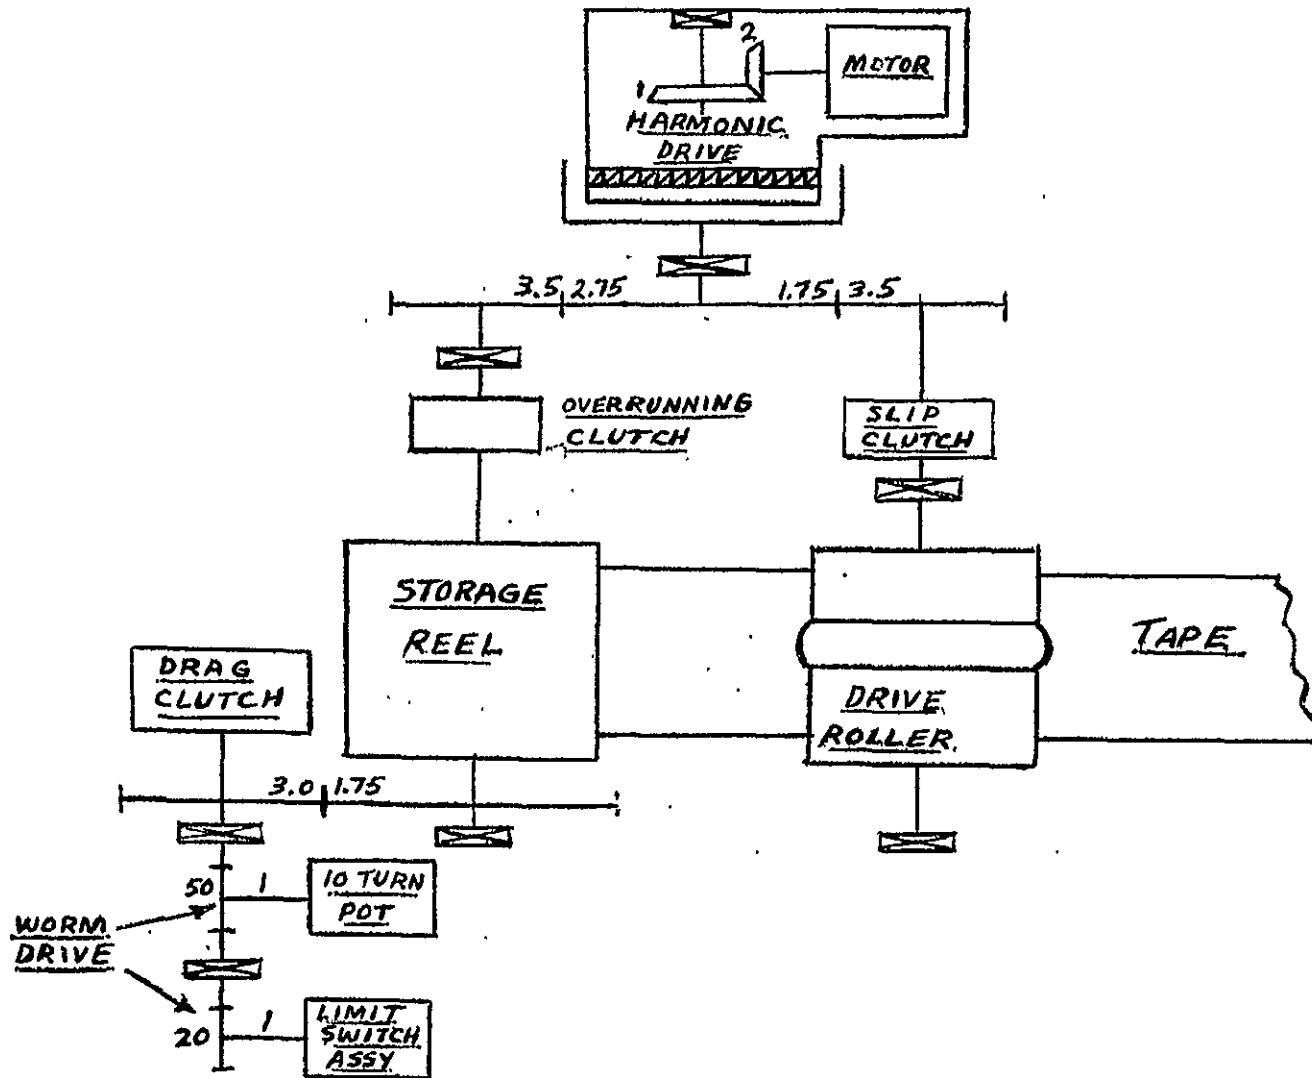 2
MOTOR
1
HARMONIC
DRIVE
3.5 2.75 1.75 3.5
OVERRUNNING
CLUTCH
SLIP
CLUTCH
STORAGE
REEL
TAPE
DRAG
CLUTCH
DRIVE
ROLLER.
3.0 1.75
50 1
10 TURN
POT
WORM
DRIVE
20 1
LIMIT
SWITCH
ASSY